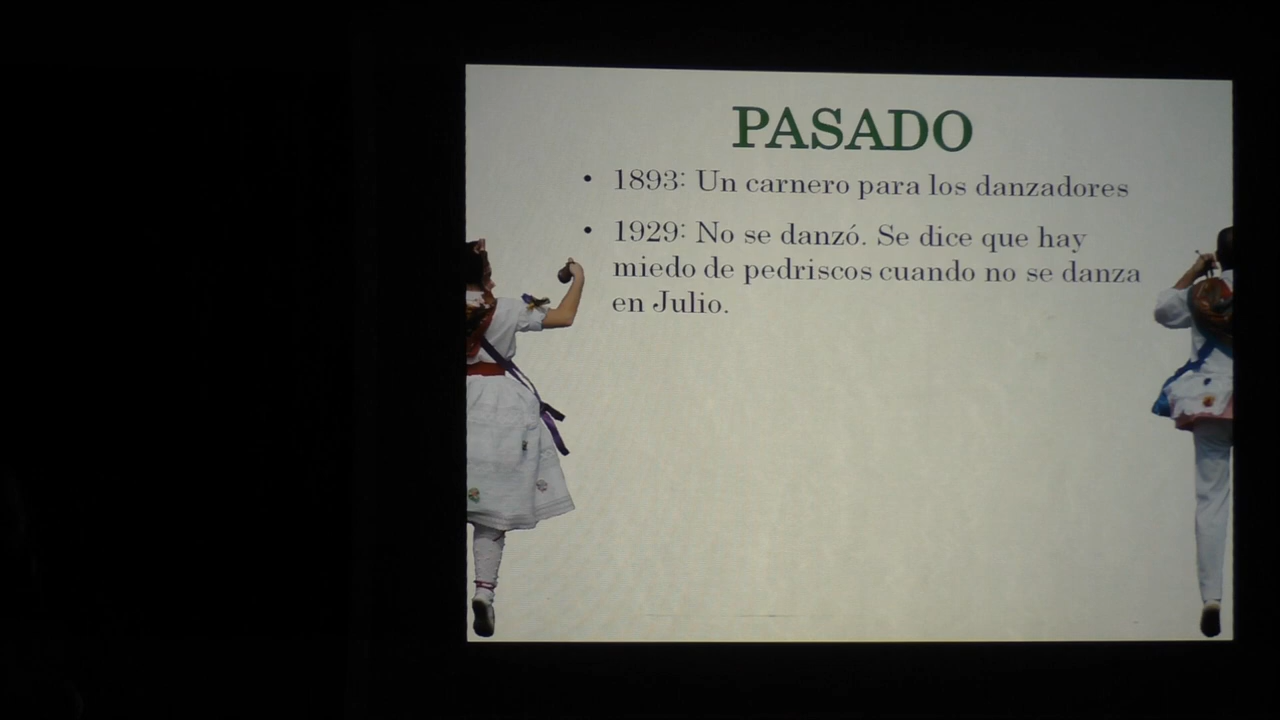 PASADO
• 1893: Un carnero para los danzadores
• 1929: No se danzó. Se dice que hay
miedo de pedriscos cuando no se danza
en Julio.